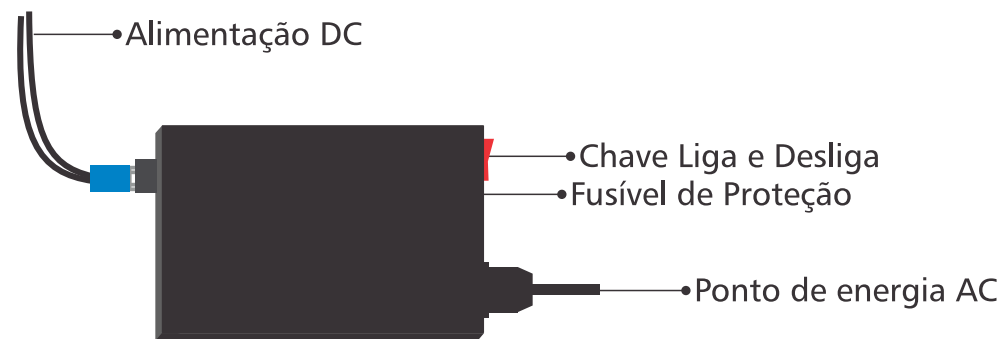 Alimentação DC
Chave Liga e Desliga
Fusível de Proteção
Ponto de energia AC